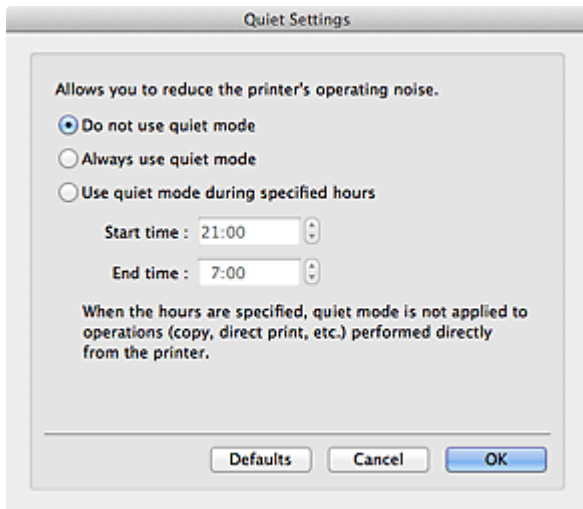 Quiet Settings
Allows you to reduce the printer's operating noise.
Do not use quiet mode
Always use quiet mode
Use quiet mode during specified hours
Start time : 21:00
End time : 7:00
When the hours are specified, quiet mode is not applied to
operations (copy, direct print, etc.) performed directly
from the printer.
Defaults Cancel OK